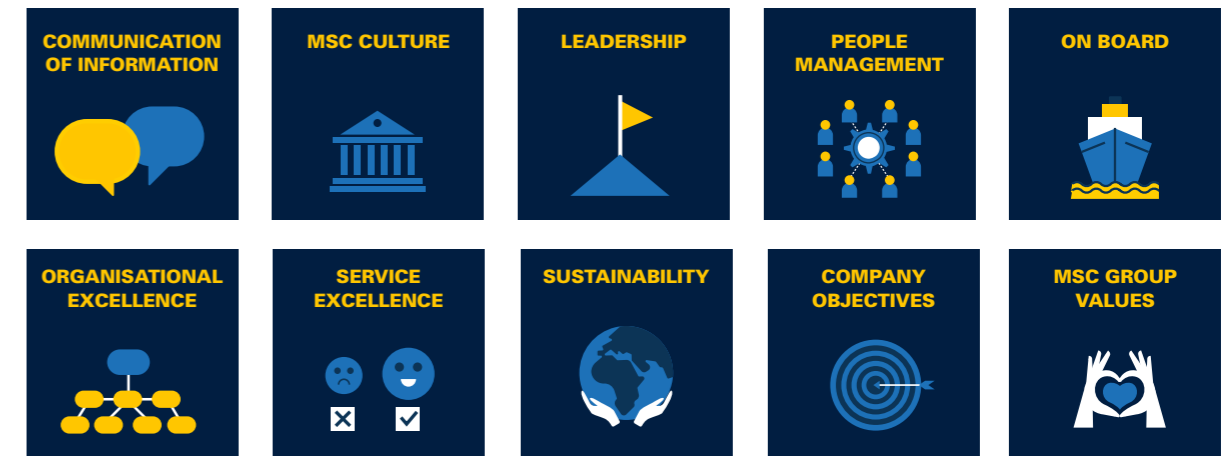 COMMUNICATION
OF INFORMATION
MSC CULTURE
LEADERSHIP
PEOPLE
MANAGEMENT
ON BOARD
ORGANISATIONAL
EXCELLENCE
SERVICE
EXCELLENCE
SUSTAINABILITY
COMPANY
OBJECTIVES
MSC GROUP
VALUES